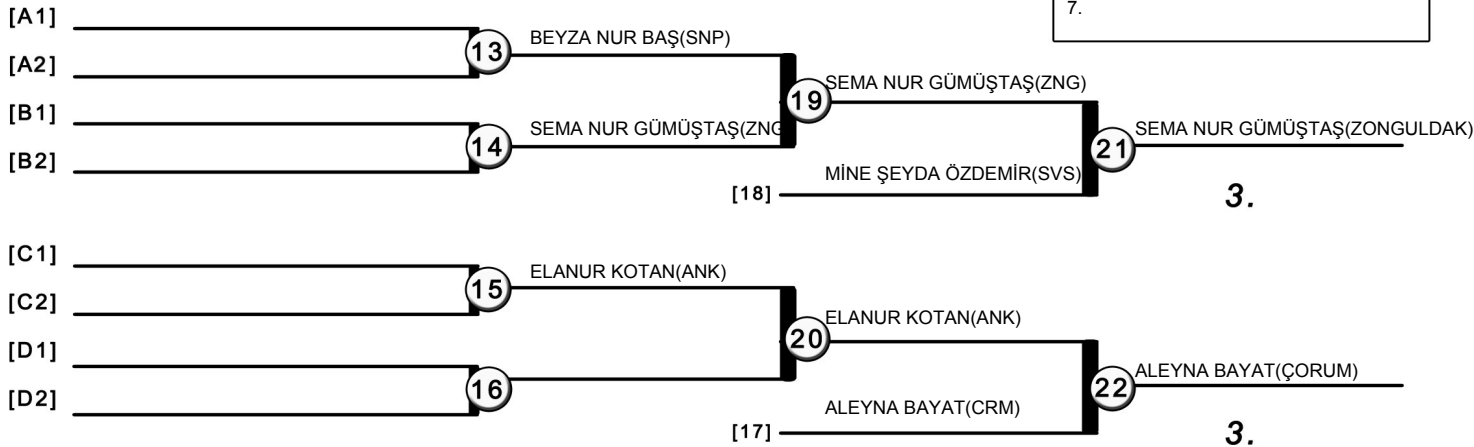 7.
[A1]
[A2]
[B1]
[B2]
13
BEYZA NUR BAŞ(SNP)
14
SEMA NUR GÜMÜŞTAŞ(ZNG
19
SEMA NUR GÜMÜŞTAŞ(ZNG)
[18]
MİNE ŞEYDA ÖZDEMİR(SVS)
21
SEMA NUR GÜMÜŞTAŞ(ZONGULDAK)
3.
[C1]
[C2]
[D1]
[D2]
15
ELANUR KOTAN(ANK)
16
20
ELANUR KOTAN(ANK)
[17]
ALEYNA BAYAT(CRM)
22
ALEYNA BAYAT(ÇORUM)
3.